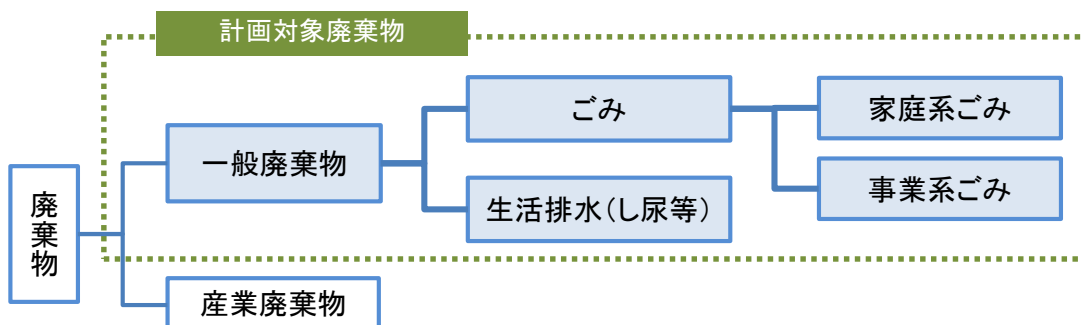 計画対象廃棄物
ごみ
家庭系ごみ
一般廃棄物
事業系ごみ
生活排水（し尿等）
廃棄物
産業廃棄物